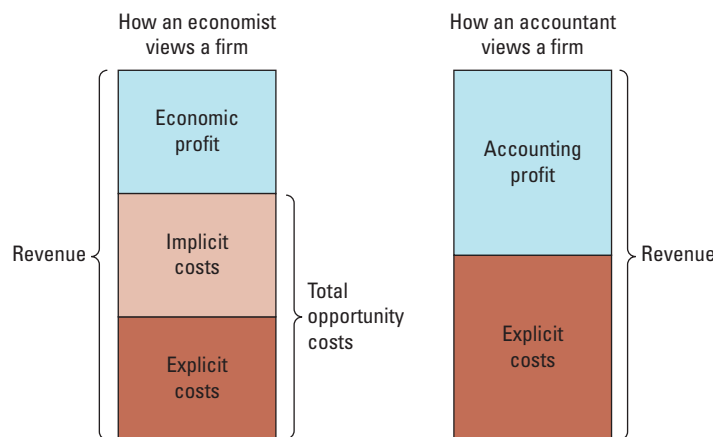 How an economist
views a firm
Economic
profit
Implicit
costs
Explicit
costs
Revenue
Total
opportunity
costs
How an accountant
views a firm
Accounting
profit
Explicit
costs
Revenue